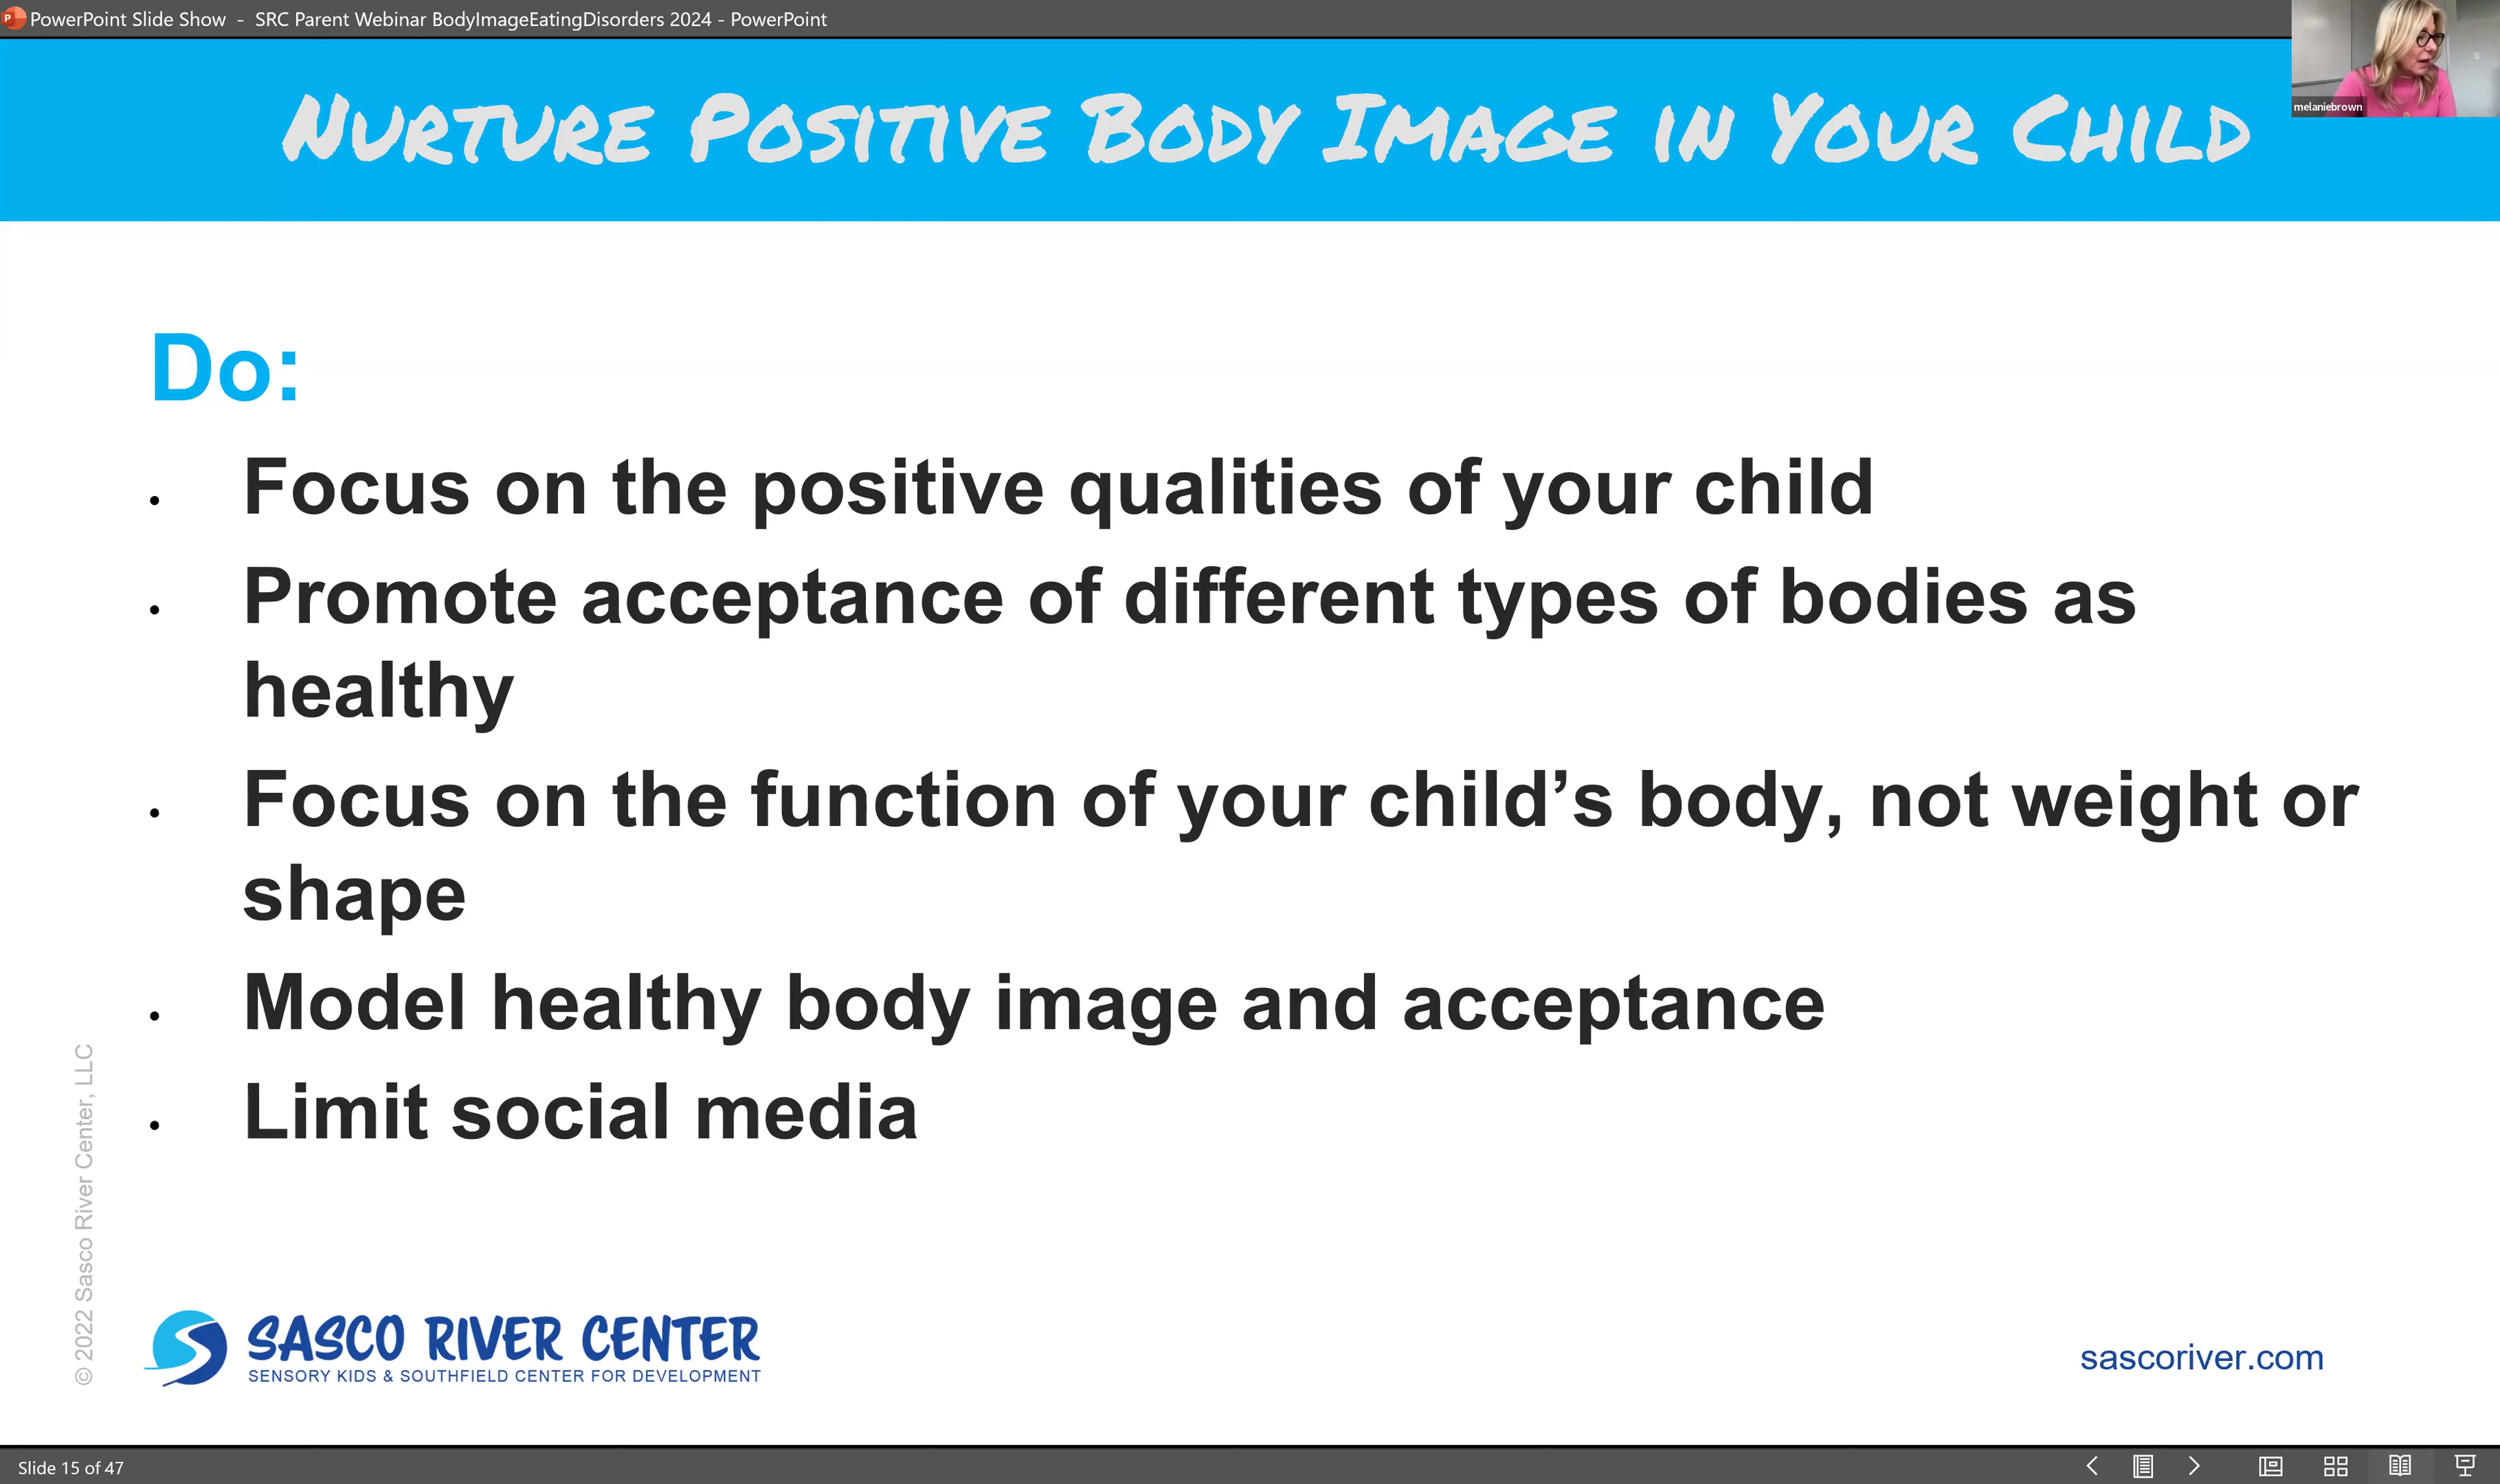 PowerPoint Slide Show - SRC Parent Webinar BodyImageEatingDisorders 2024 - PowerPoint
melaniebrown
Nurture Positive Body Image in Your Child
Do:
• Focus on the positive qualities of your child
• Promote acceptance of different types of bodies as
healthy
• Focus on the function of your child’s body, not weight or
shape
• Model healthy body image and acceptance
• Limit social media
© 2022 Sasco River Center, LLC
SASCO RIVER CENTER
SENSORY KIDS & SOUTHFIELD CENTER FOR DEVELOPMENT
sascoriver.com
Slide 15 of 47